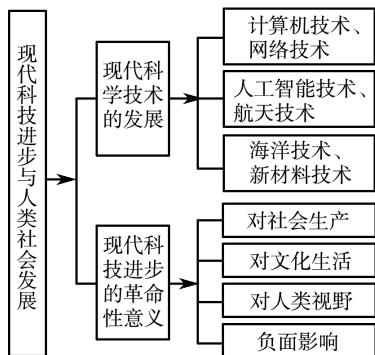 现代科技进步与人类社会发展
现代科
学技术
的发展
计算机技术、
网络技术
人工智能技术、
航天技术
海洋技术、
新材料技术
现代科
技进步
的革命
性意义
对社会生产
对文化生活
对人类视野
负面影响